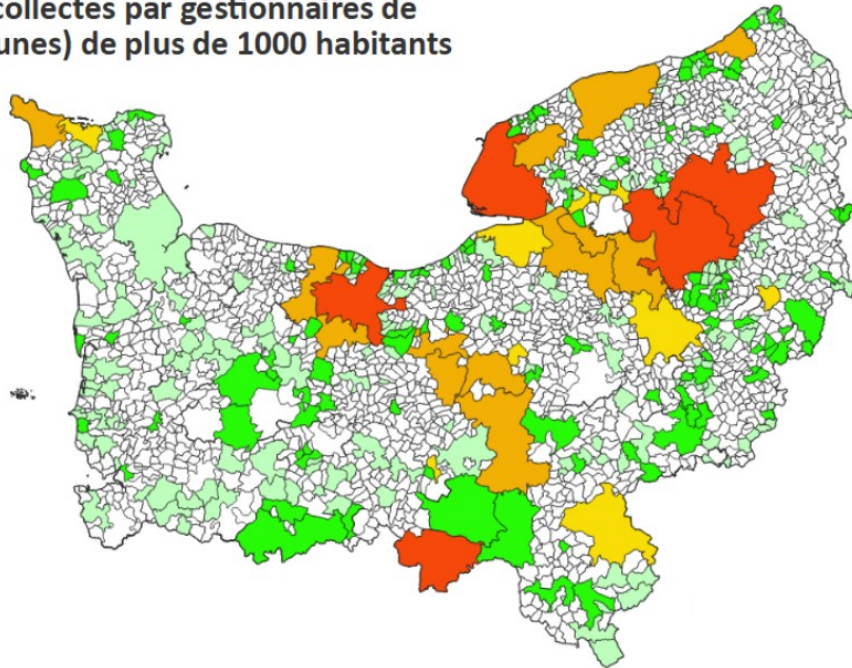 collectes par gestionnaires de
unes) de plus de 1000 habitants